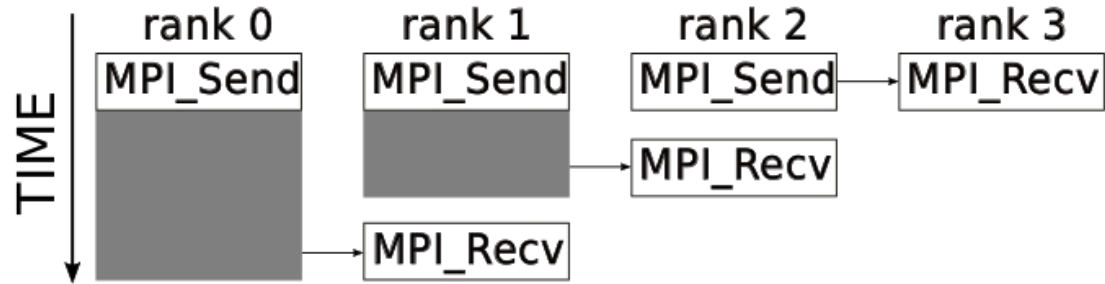 rank 0 rank 1 rank 2 rank 3
MPI_Send MPI_Send MPI_Send MPI_Recv
TIME
MPI_Recv
MPI_Recv